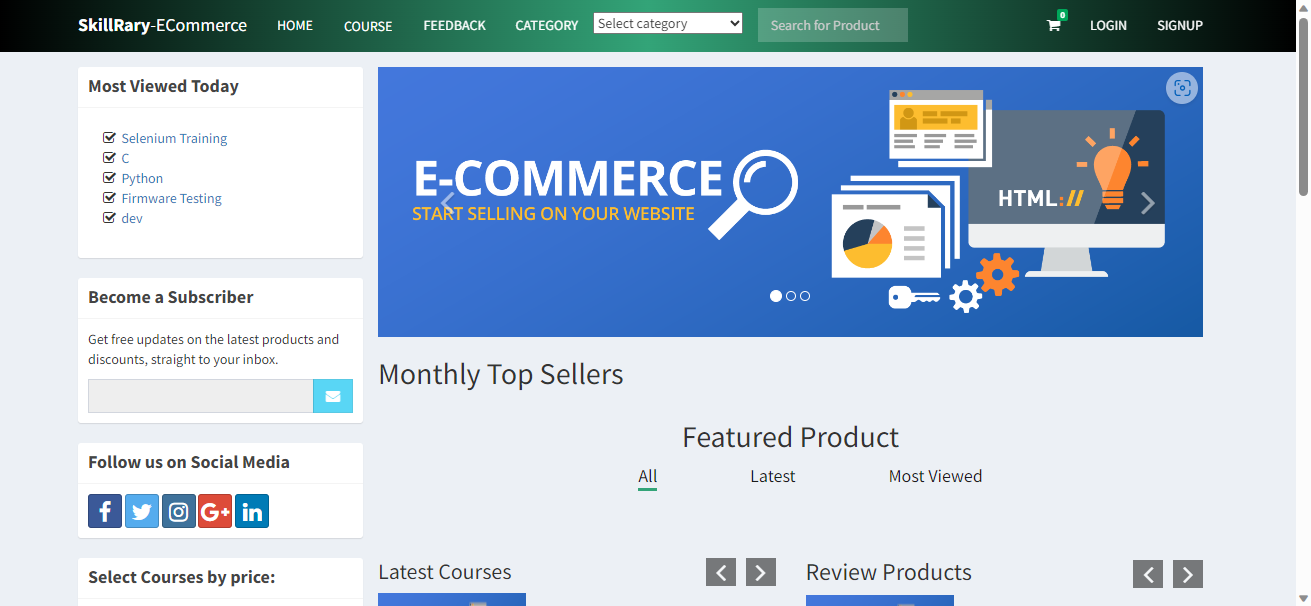 SkillRary-ECommerce
HOME
COURSE
FEEDBACK
CATEGORY
Select category
Search for Product
0
LOGIN
SIGNUP
Most Viewed Today
Selenium Training
C
Python
Firmware Testing
dev
Become a Subscriber
Get free updates on the latest products and
discounts, straight to your inbox.
Follow us on Social Media
f
G+
in
Select Courses by price:
E-COMMERCE
START SELLING ON YOUR WEBSITE
HTML://
Monthly Top Sellers
Featured Product
All
Latest
Most Viewed
Latest Courses
Review Products